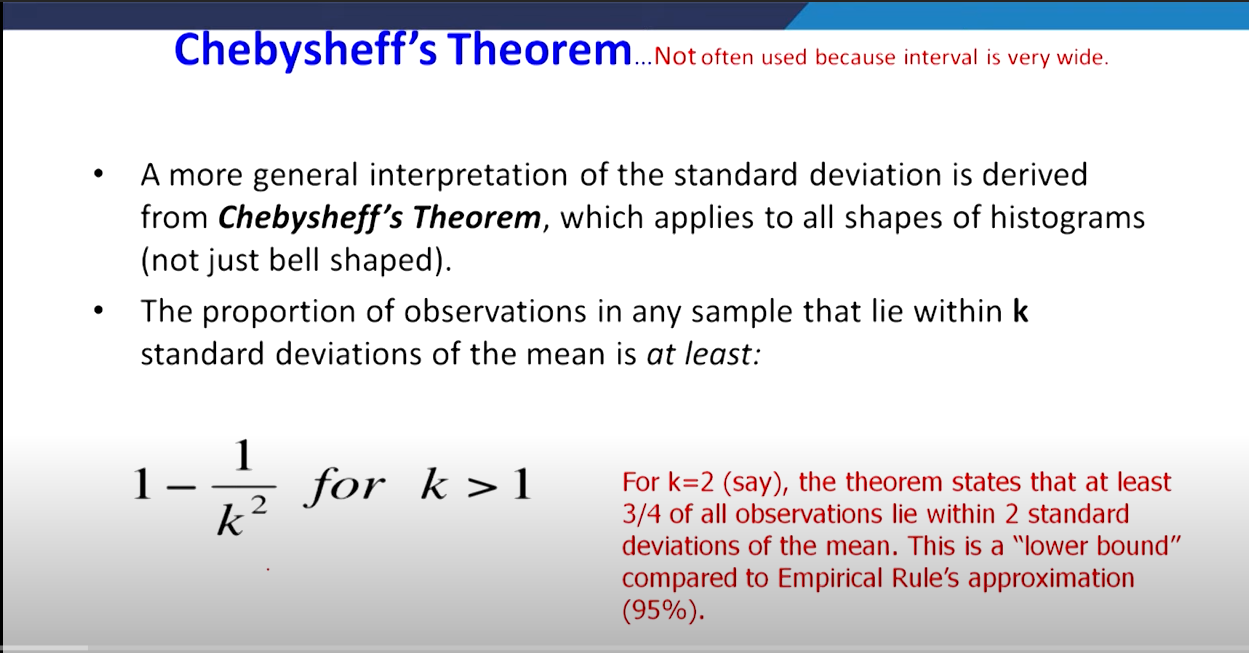 Chebysheff's Theorem...Not often used because interval is very wide.
• A more general interpretation of the standard deviation is derived
from Chebysheff's Theorem, which applies to all shapes of histograms
(not just bell shaped).
• The proportion of observations in any sample that lie within k
standard deviations of the mean is at least:
1 − 1/k² for k > 1
For k=2 (say), the theorem states that at least
3/4 of all observations lie within 2 standard
deviations of the mean. This is a “lower bound”
compared to Empirical Rule’s approximation
(95%).